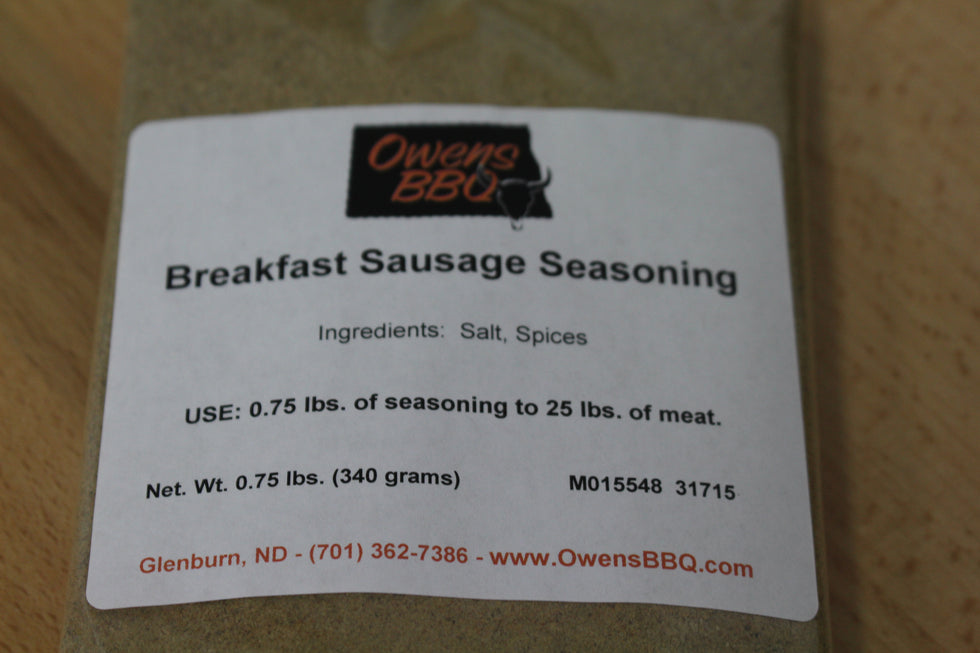 Owens
BBQ
Breakfast Sausage Seasoning
Ingredients: Salt, Spices
USE: 0.75 lbs. of seasoning to 25 lbs. of meat.
Net. Wt. 0.75 lbs. (340 grams) M015548 31715
Glenburn, ND - (701) 362-7386 - www.OwensBBQ.com